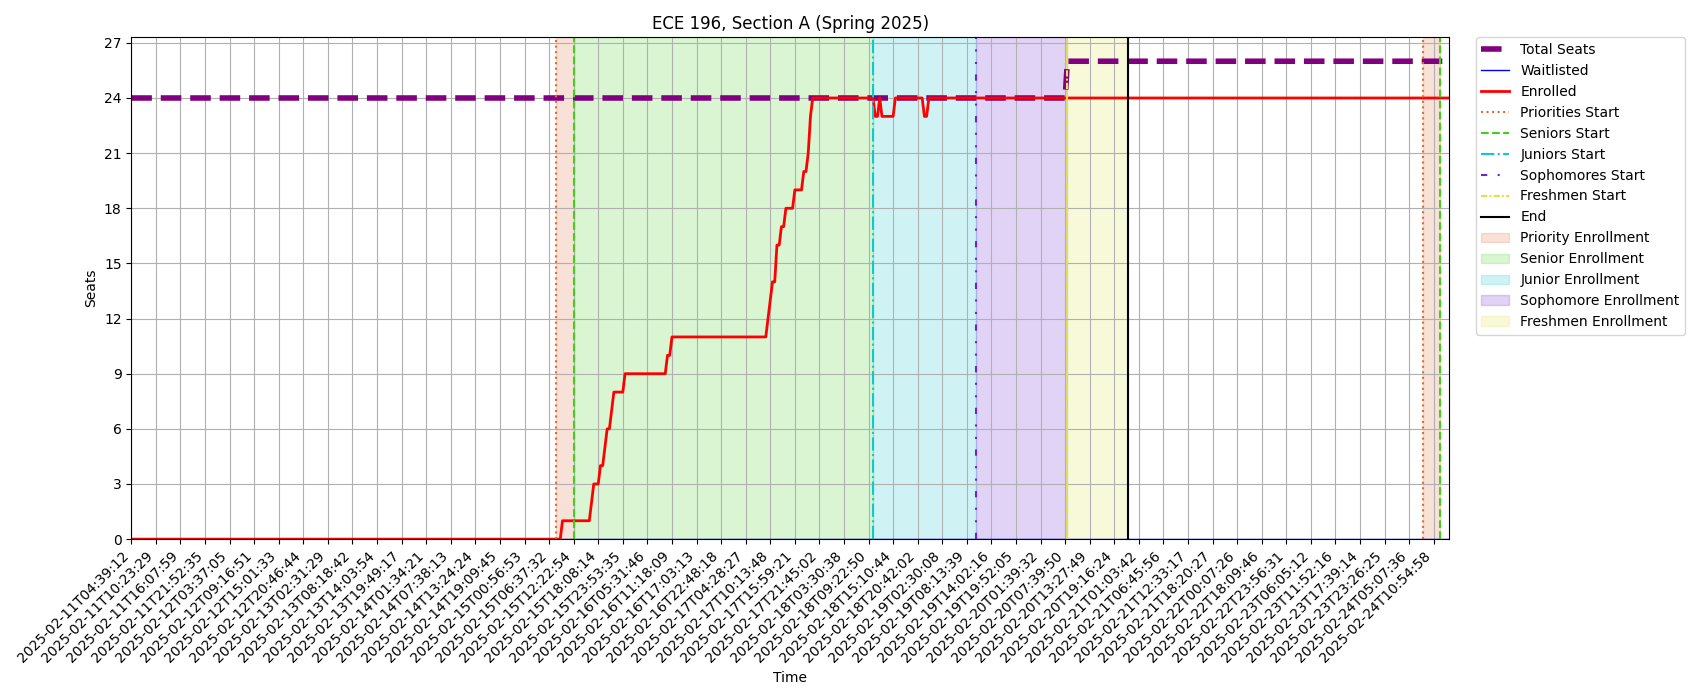 ECE 196, Section A (Spring 2025)
27
24
21
18
15
12
9
6
3
0
Seats
2025-02-11T04:39:12
2025-02-11T10:23:29
2025-02-11T16:07:59
2025-02-11T21:52:35
2025-02-12T03:37:05
2025-02-12T09:16:51
2025-02-12T15:01:33
2025-02-12T20:46:44
2025-02-13T02:31:29
2025-02-13T08:18:42
2025-02-13T14:03:54
2025-02-13T19:49:17
2025-02-14T01:34:21
2025-02-14T07:38:13
2025-02-14T13:24:24
2025-02-14T19:09:45
2025-02-15T00:56:53
2025-02-15T06:37:32
2025-02-15T12:22:54
2025-02-15T18:08:14
2025-02-15T23:53:35
2025-02-16T05:31:46
2025-02-16T11:18:09
2025-02-16T17:03:13
2025-02-16T22:48:18
2025-02-17T04:28:27
2025-02-17T10:13:48
2025-02-17T15:59:21
2025-02-17T21:45:02
2025-02-18T03:30:38
2025-02-18T09:22:50
2025-02-18T15:10:44
2025-02-18T20:42:02
2025-02-19T02:30:08
2025-02-19T08:13:39
2025-02-19T14:02:16
2025-02-19T19:52:05
2025-02-20T01:39:32
2025-02-20T07:39:50
2025-02-20T13:27:49
2025-02-20T19:16:24
2025-02-21T01:03:42
2025-02-21T06:45:56
2025-02-21T12:33:17
2025-02-21T18:20:27
2025-02-22T00:07:26
2025-02-22T18:09:46
2025-02-22T23:56:31
2025-02-23T06:05:12
2025-02-23T11:52:16
2025-02-23T17:39:14
2025-02-23T23:26:25
2025-02-24T05:07:36
2025-02-24T10:54:58
Time
Total Seats
Waitlisted
Enrolled
Priorities Start
Seniors Start
Juniors Start
Sophomores Start
Freshmen Start
End
Priority Enrollment
Senior Enrollment
Junior Enrollment
Sophomore Enrollment
Freshmen Enrollment